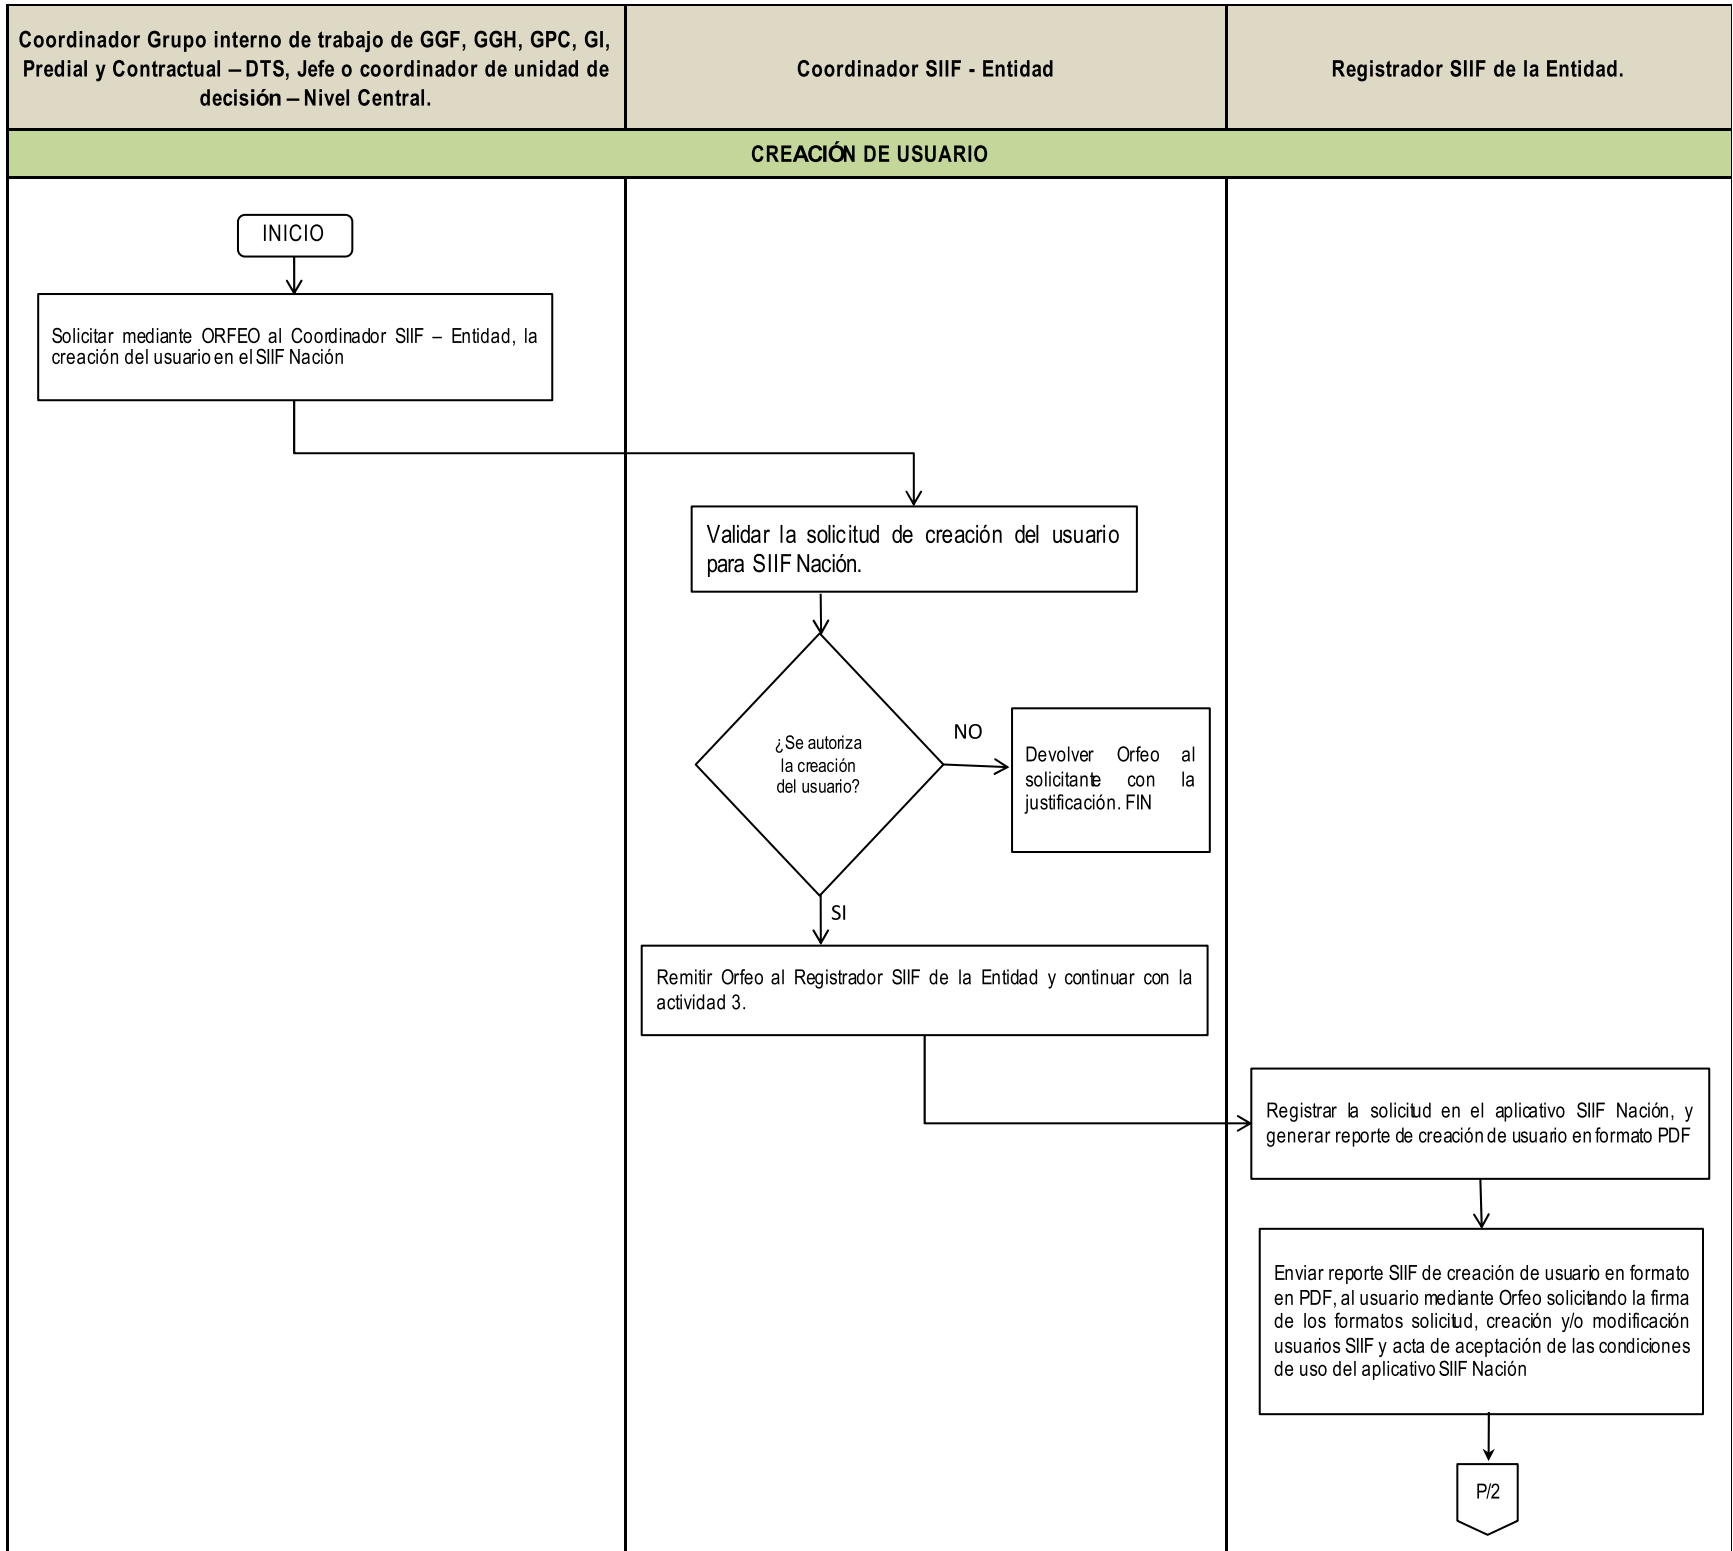 Coordinador Grupo interno de trabajo de GGF, GGH, GPC, GI,
Predial y Contractual – DTS, Jefe o coordinador de unidad de
decisión – Nivel Central.
Coordinador SIIF - Entidad
Registrador SIIF de la Entidad.
CREACIÓN DE USUARIO
INICIO
Solicitar mediante ORFEO al Coordinador SIIF – Entidad, la
creación del usuario en el SIIF Nación
Validar la solicitud de creación del usuario
para SIIF Nación.
¿Se autoriza
la creación
del usuario?
NO
Devolver Orfeo al
solicitante con la
justificación. FIN
SI
Remitir Orfeo al Registrador SIIF de la Entidad y continuar con la
actividad 3.
Registrar la solicitud en el aplicativo SIIF Nación, y
generar reporte de creación de usuario en formato PDF
Enviar reporte SIIF de creación de usuario en formato
en PDF, al usuario mediante Orfeo solicitando la firma
de los formatos solicitud, creación y/o modificación
usuarios SIIF y acta de aceptación de las condiciones
de uso del aplicativo SIIF Nación
P/2